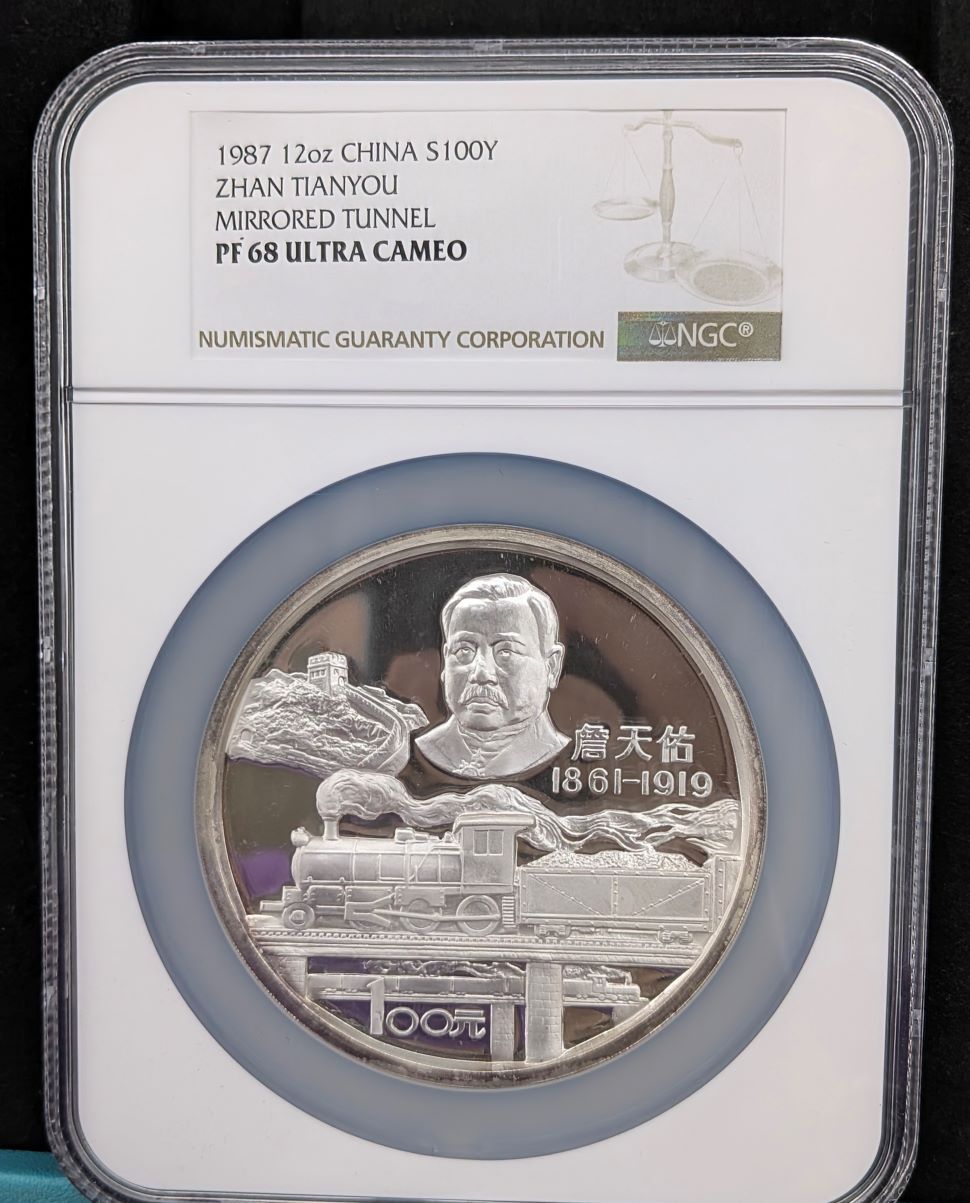 1987 12oz CHINA S100Y
ZHAN TIANYOU
MIRRORED TUNNEL
PF 68 ULTRA CAMEO
NUMISMATIC GUARANTY CORPORATION
NGC®
詹天佑
1861-1919
100元